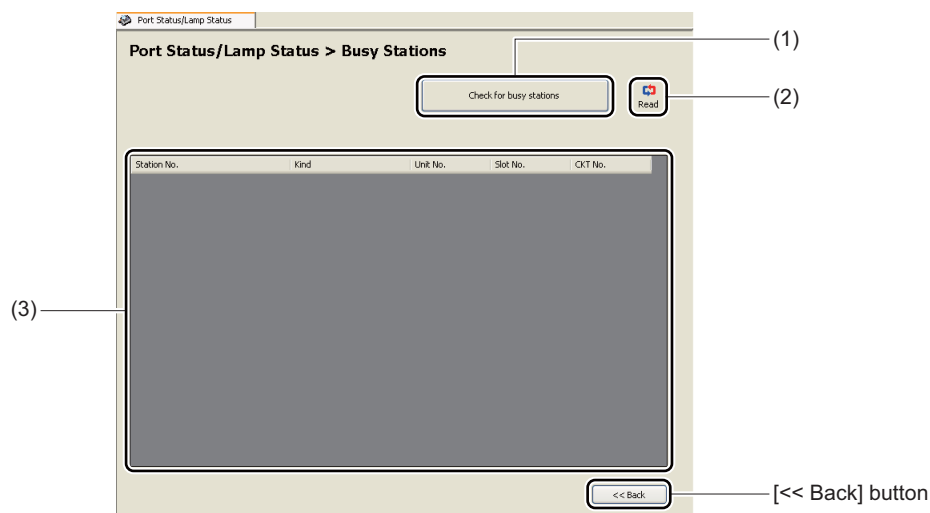 Port Status/Lamp Status
Port Status/Lamp Status > Busy Stations
(1)
Check for busy stations
Read
(2)
Station No. Kind Unit No. Slot No. CKT No.
(3)
<< Back
[<< Back] button